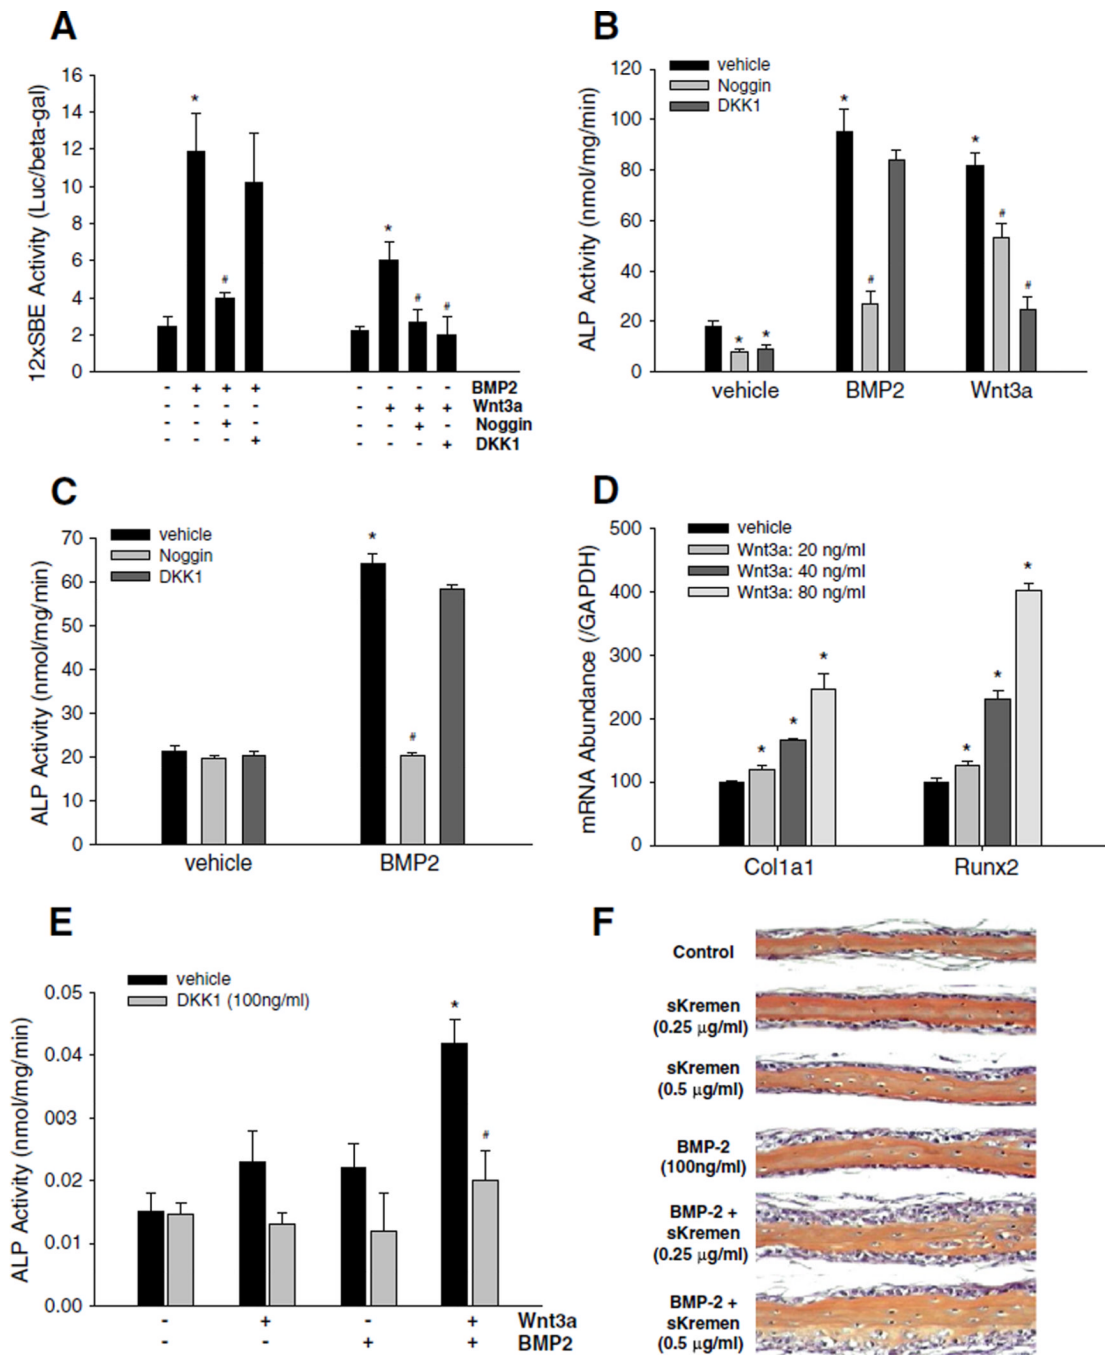 A
12xSBE Activity (Luc/beta-gal)
16
14
12
10
8
6
4
2
0
*
#
*
#
#
- + + + - - - - BMP2
- - - - - + + + Wnt3a
- - + - - - + - Noggin
- - - + - - - + DKK1
B
vehicle
Noggin
DKK1
ALP Activity (nmol/mg/min)
120
100
80
60
40
20
0
* *
*
#
*
#
#
vehicle BMP2 Wnt3a
C
vehicle
Noggin
DKK1
ALP Activity (nmol/mg/min)
70
60
50
40
30
20
10
0
*
#
vehicle BMP2
D
vehicle
Wnt3a: 20 ng/ml
Wnt3a: 40 ng/ml
Wnt3a: 80 ng/ml
mRNA Abundance (/GAPDH)
500
400
300
200
100
0
* * *
* * *
Col1a1 Runx2
E
vehicle
DKK1 (100ng/ml)
ALP Activity (nmol/mg/min)
0.05
0.04
003
0.02
0.01
0.00
*
#
- + - + Wnt3a
- - + + BMP2
F
Control
sKremen
(0.25 μg/ml)
sKremen
(0.5 μg/ml)
BMP-2
(100ng/ml)
BMP-2 +
sKremen
(0.25 μg/ml)
BMP-2 +
sKremen
(0.5 μg/ml)